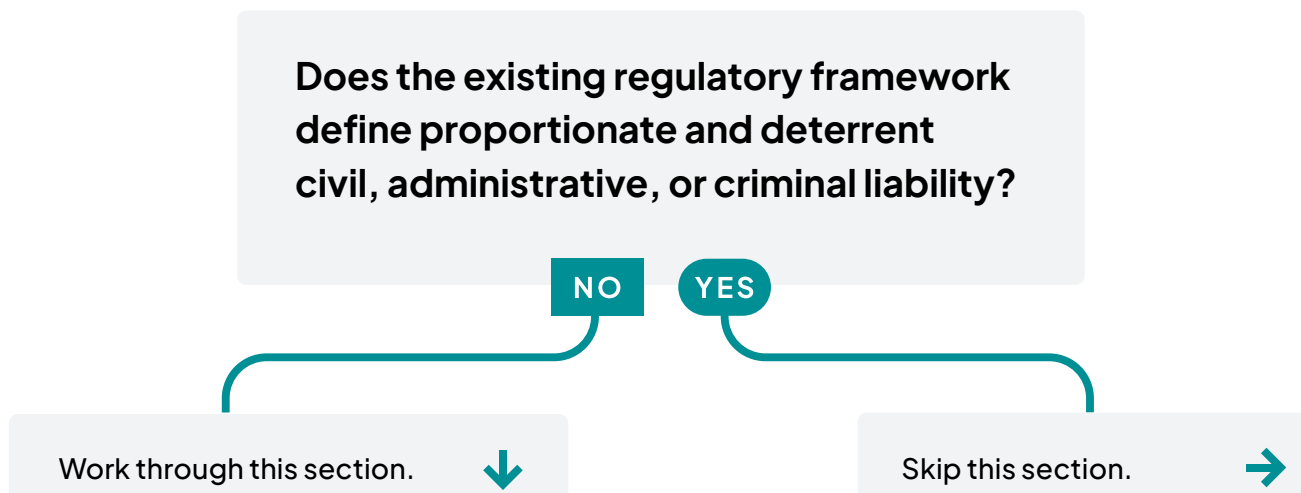 Does the existing regulatory framework
define proportionate and deterrent
civil, administrative, or criminal liability?
NO
YES
Work through this section.
Skip this section.